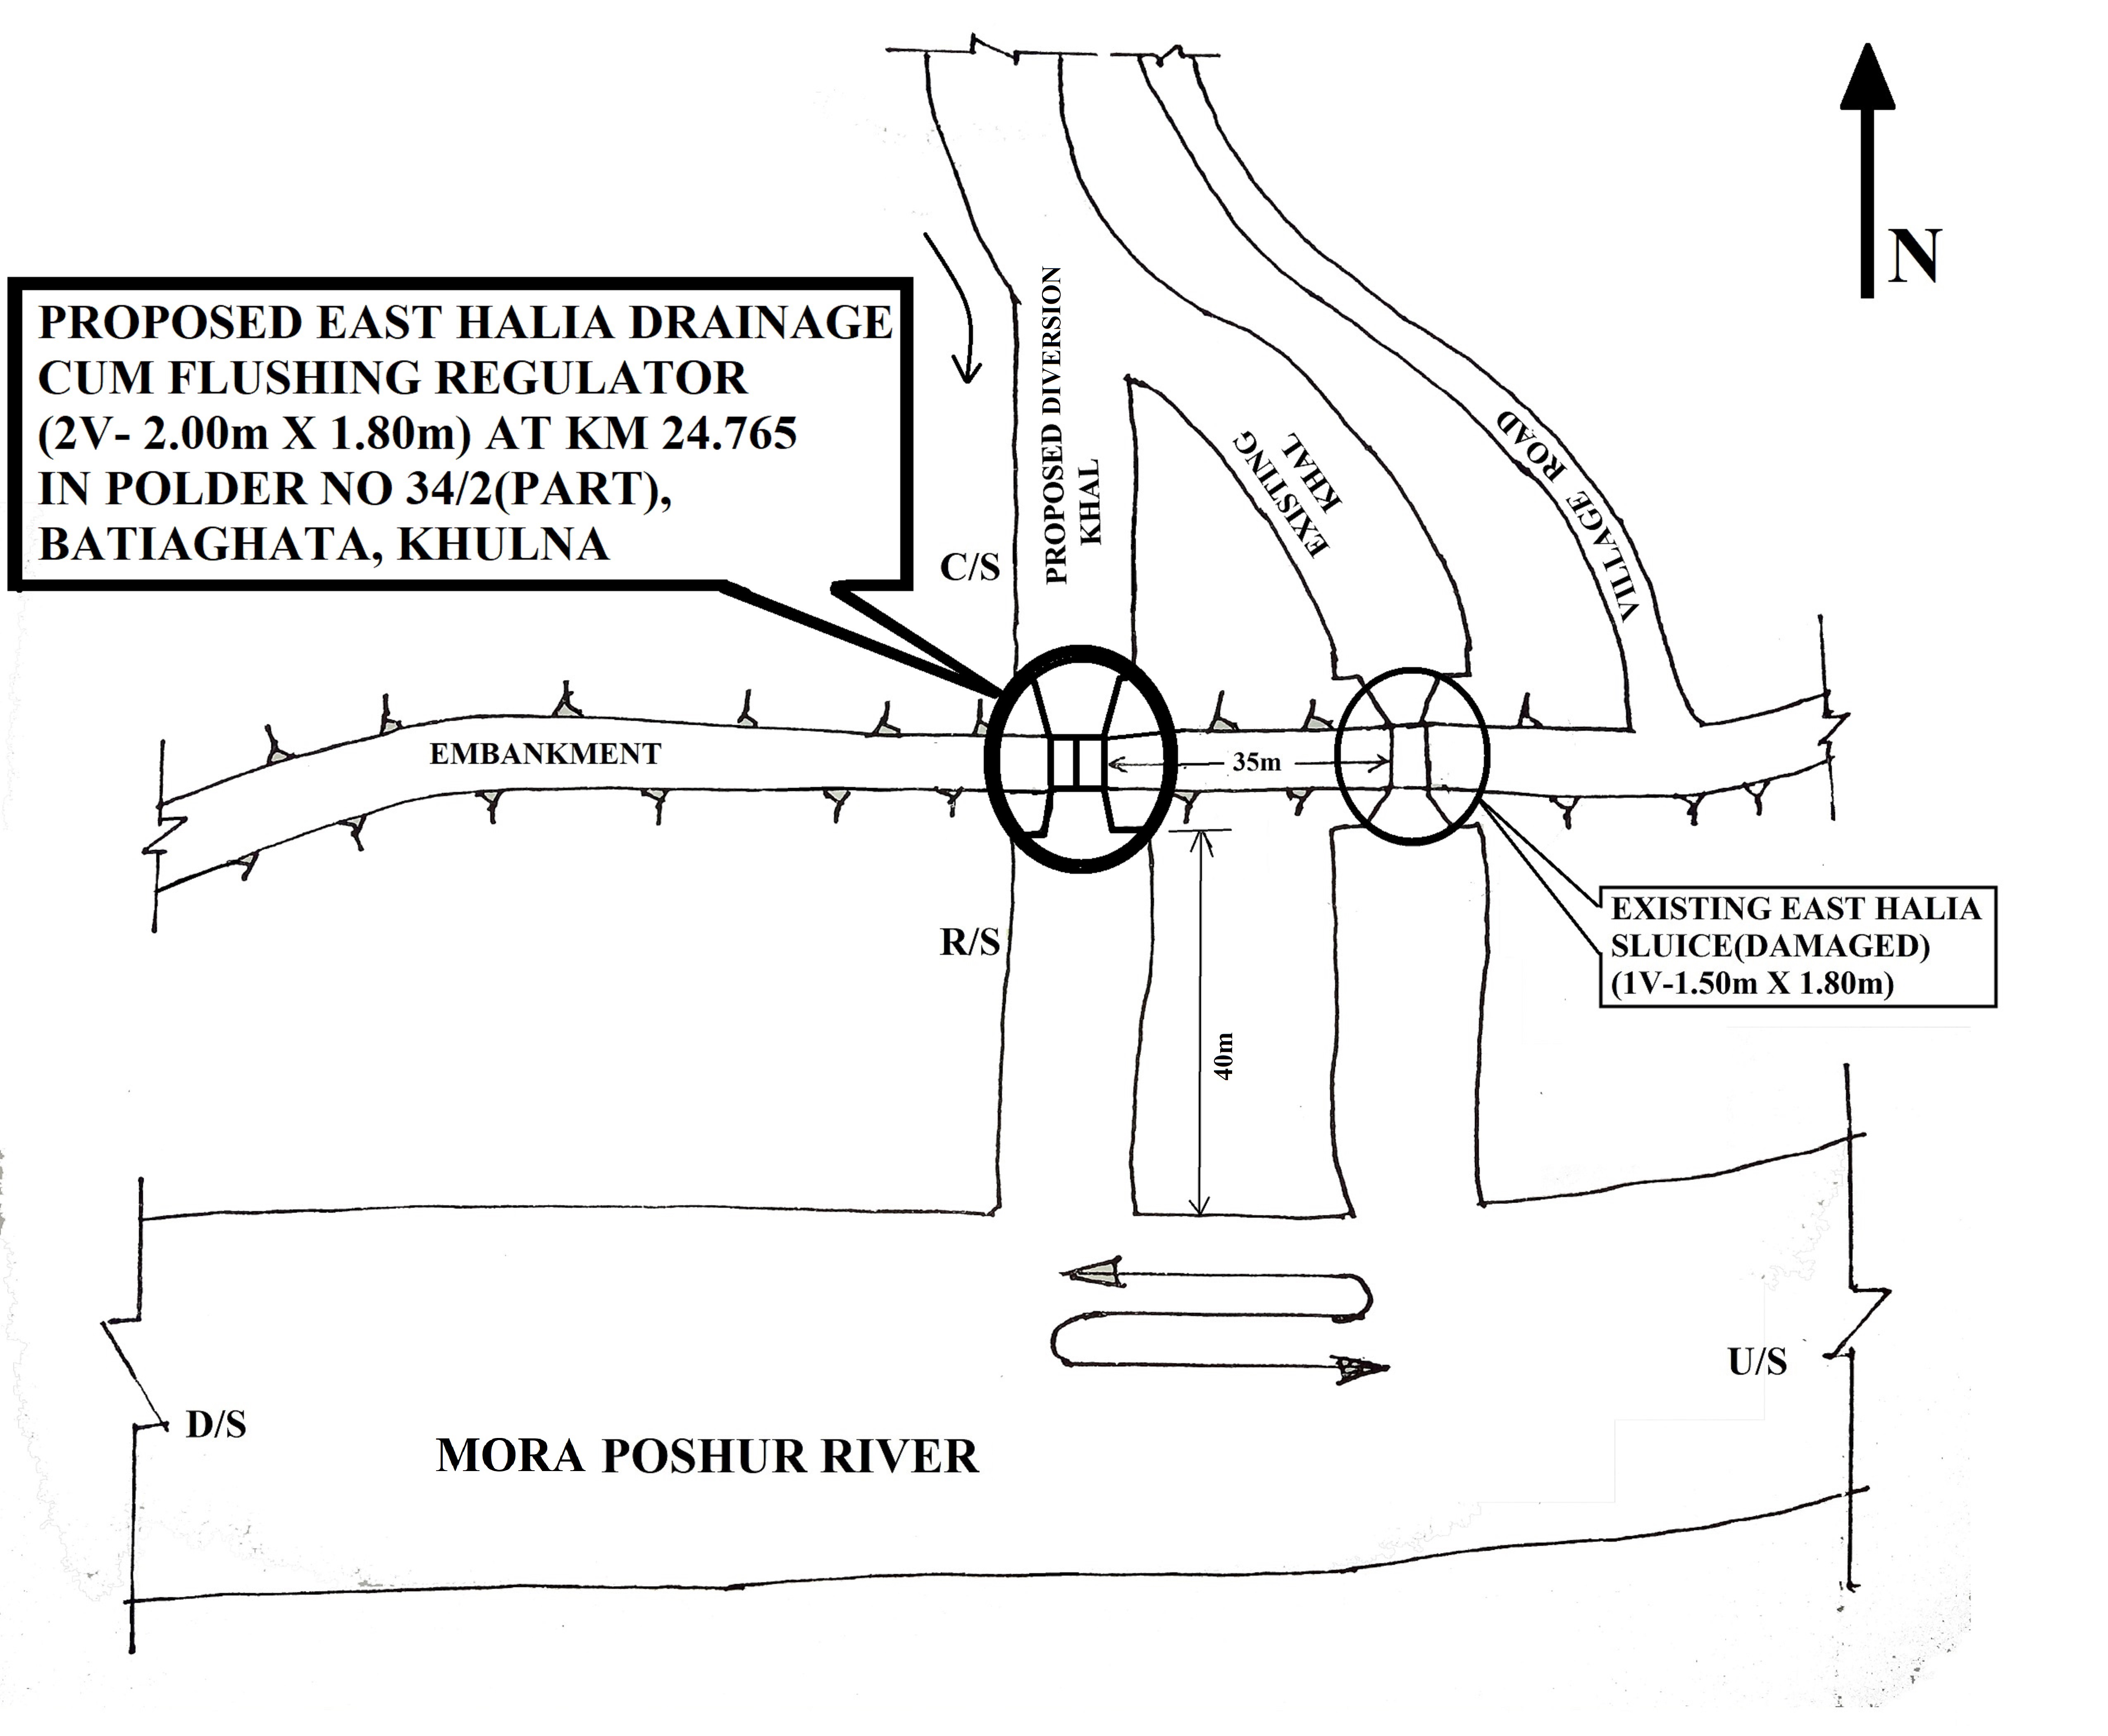 N
PROPOSED EAST HALIA DRAINAGE
CUM FLUSHING REGULATOR
(2V- 2.00m X 1.80m) AT KM 24.765
IN POLDER NO 34/2(PART),
BATIAGHATA, KHULNA
PROPOSED DIVERSION
KHAL
EXISTING
KHAL
VILLAGE ROAD
C/S
EMBANKMENT
35m
R/S
40m
EXISTING EAST HALIA
SLUICE(DAMAGED)
(1V-1.50m X 1.80m)
U/S
D/S
MORA POSHUR RIVER